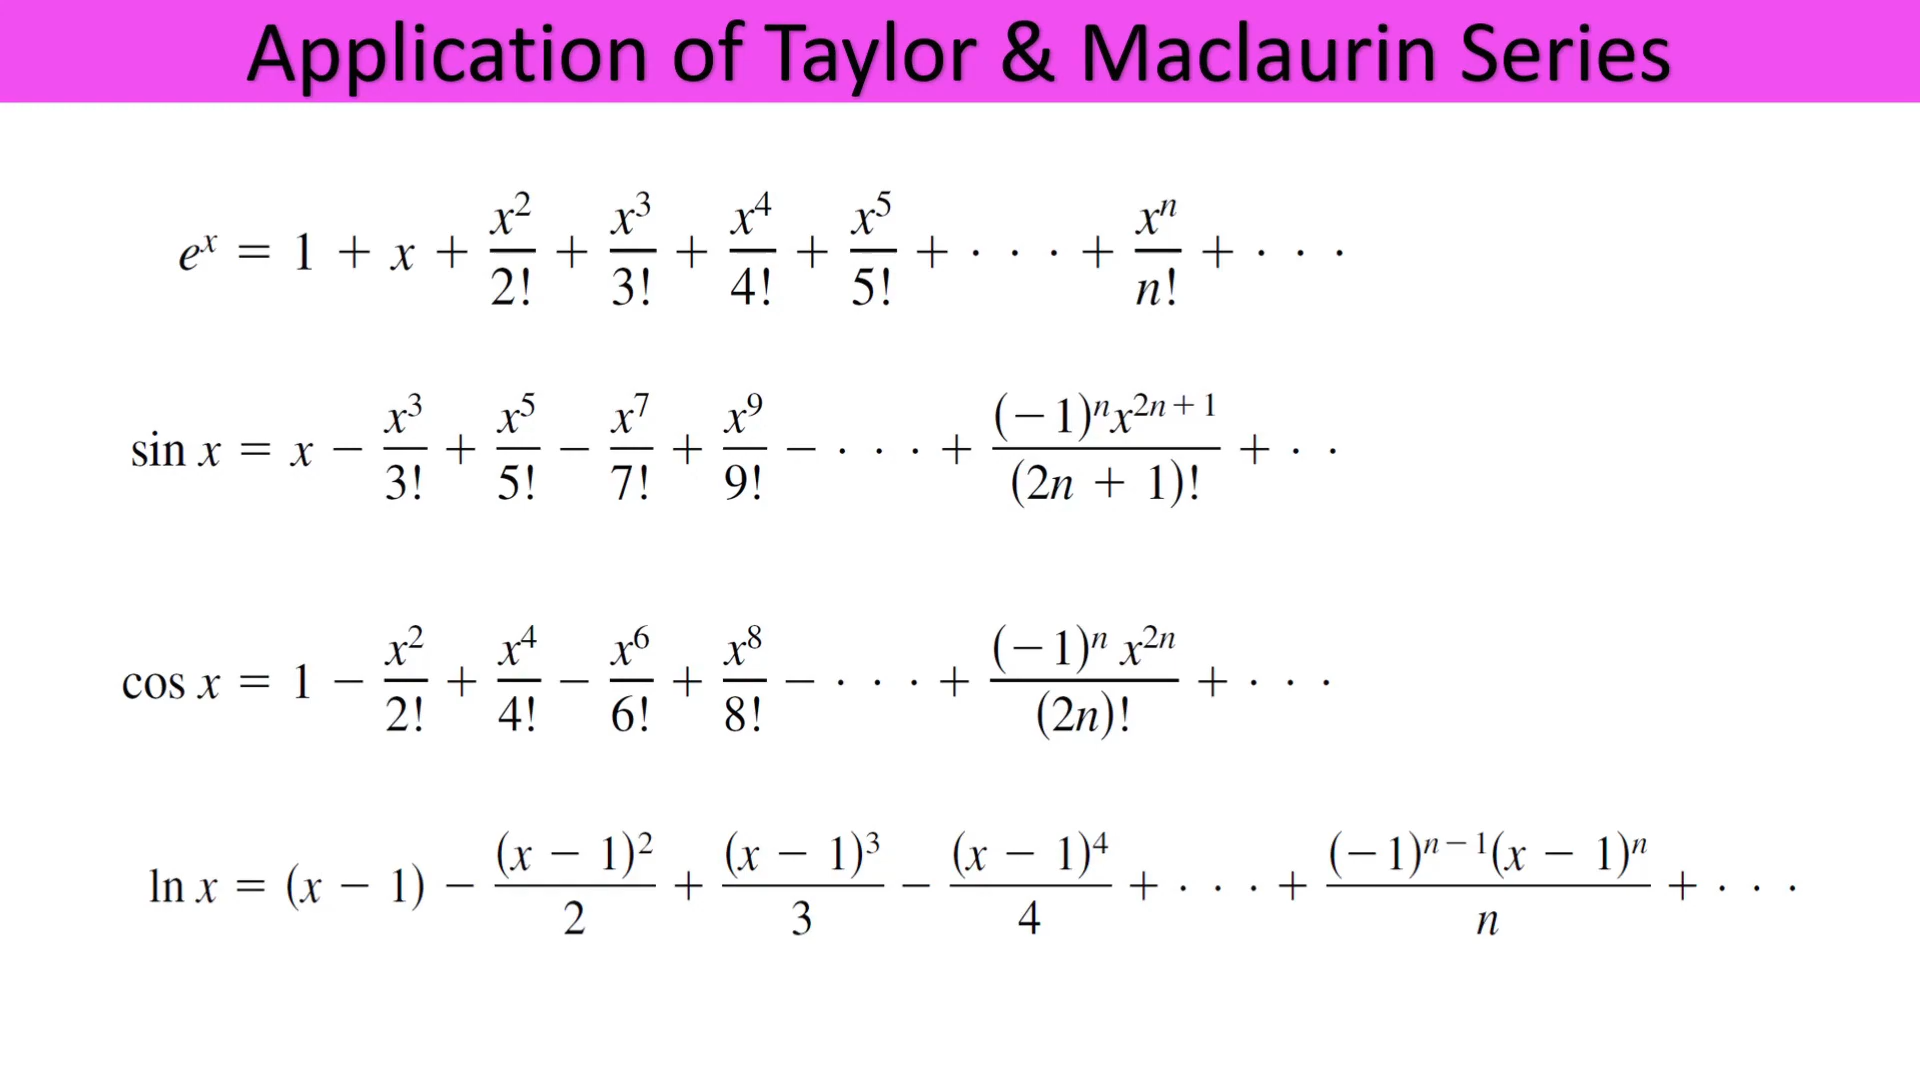 Application of Taylor & Maclaurin Series
e^x = 1 + x + x^2/2! + x^3/3! + x^4/4! + x^5/5! + · · · + x^n/n! + · · ·
sin x = x − x^3/3! + x^5/5! − x^7/7! + x^9/9! − · · · + (−1)^n x^(2n+1)/(2n + 1)! + · ·
cos x = 1 − x^2/2! + x^4/4! − x^6/6! + x^8/8! − · · · + (−1)^n x^(2n)/(2n)! + · · ·
ln x = (x − 1) − (x − 1)^2/2 + (x − 1)^3/3 − (x − 1)^4/4 + · · · + (−1)^(n−1)(x − 1)^n/n + · · ·